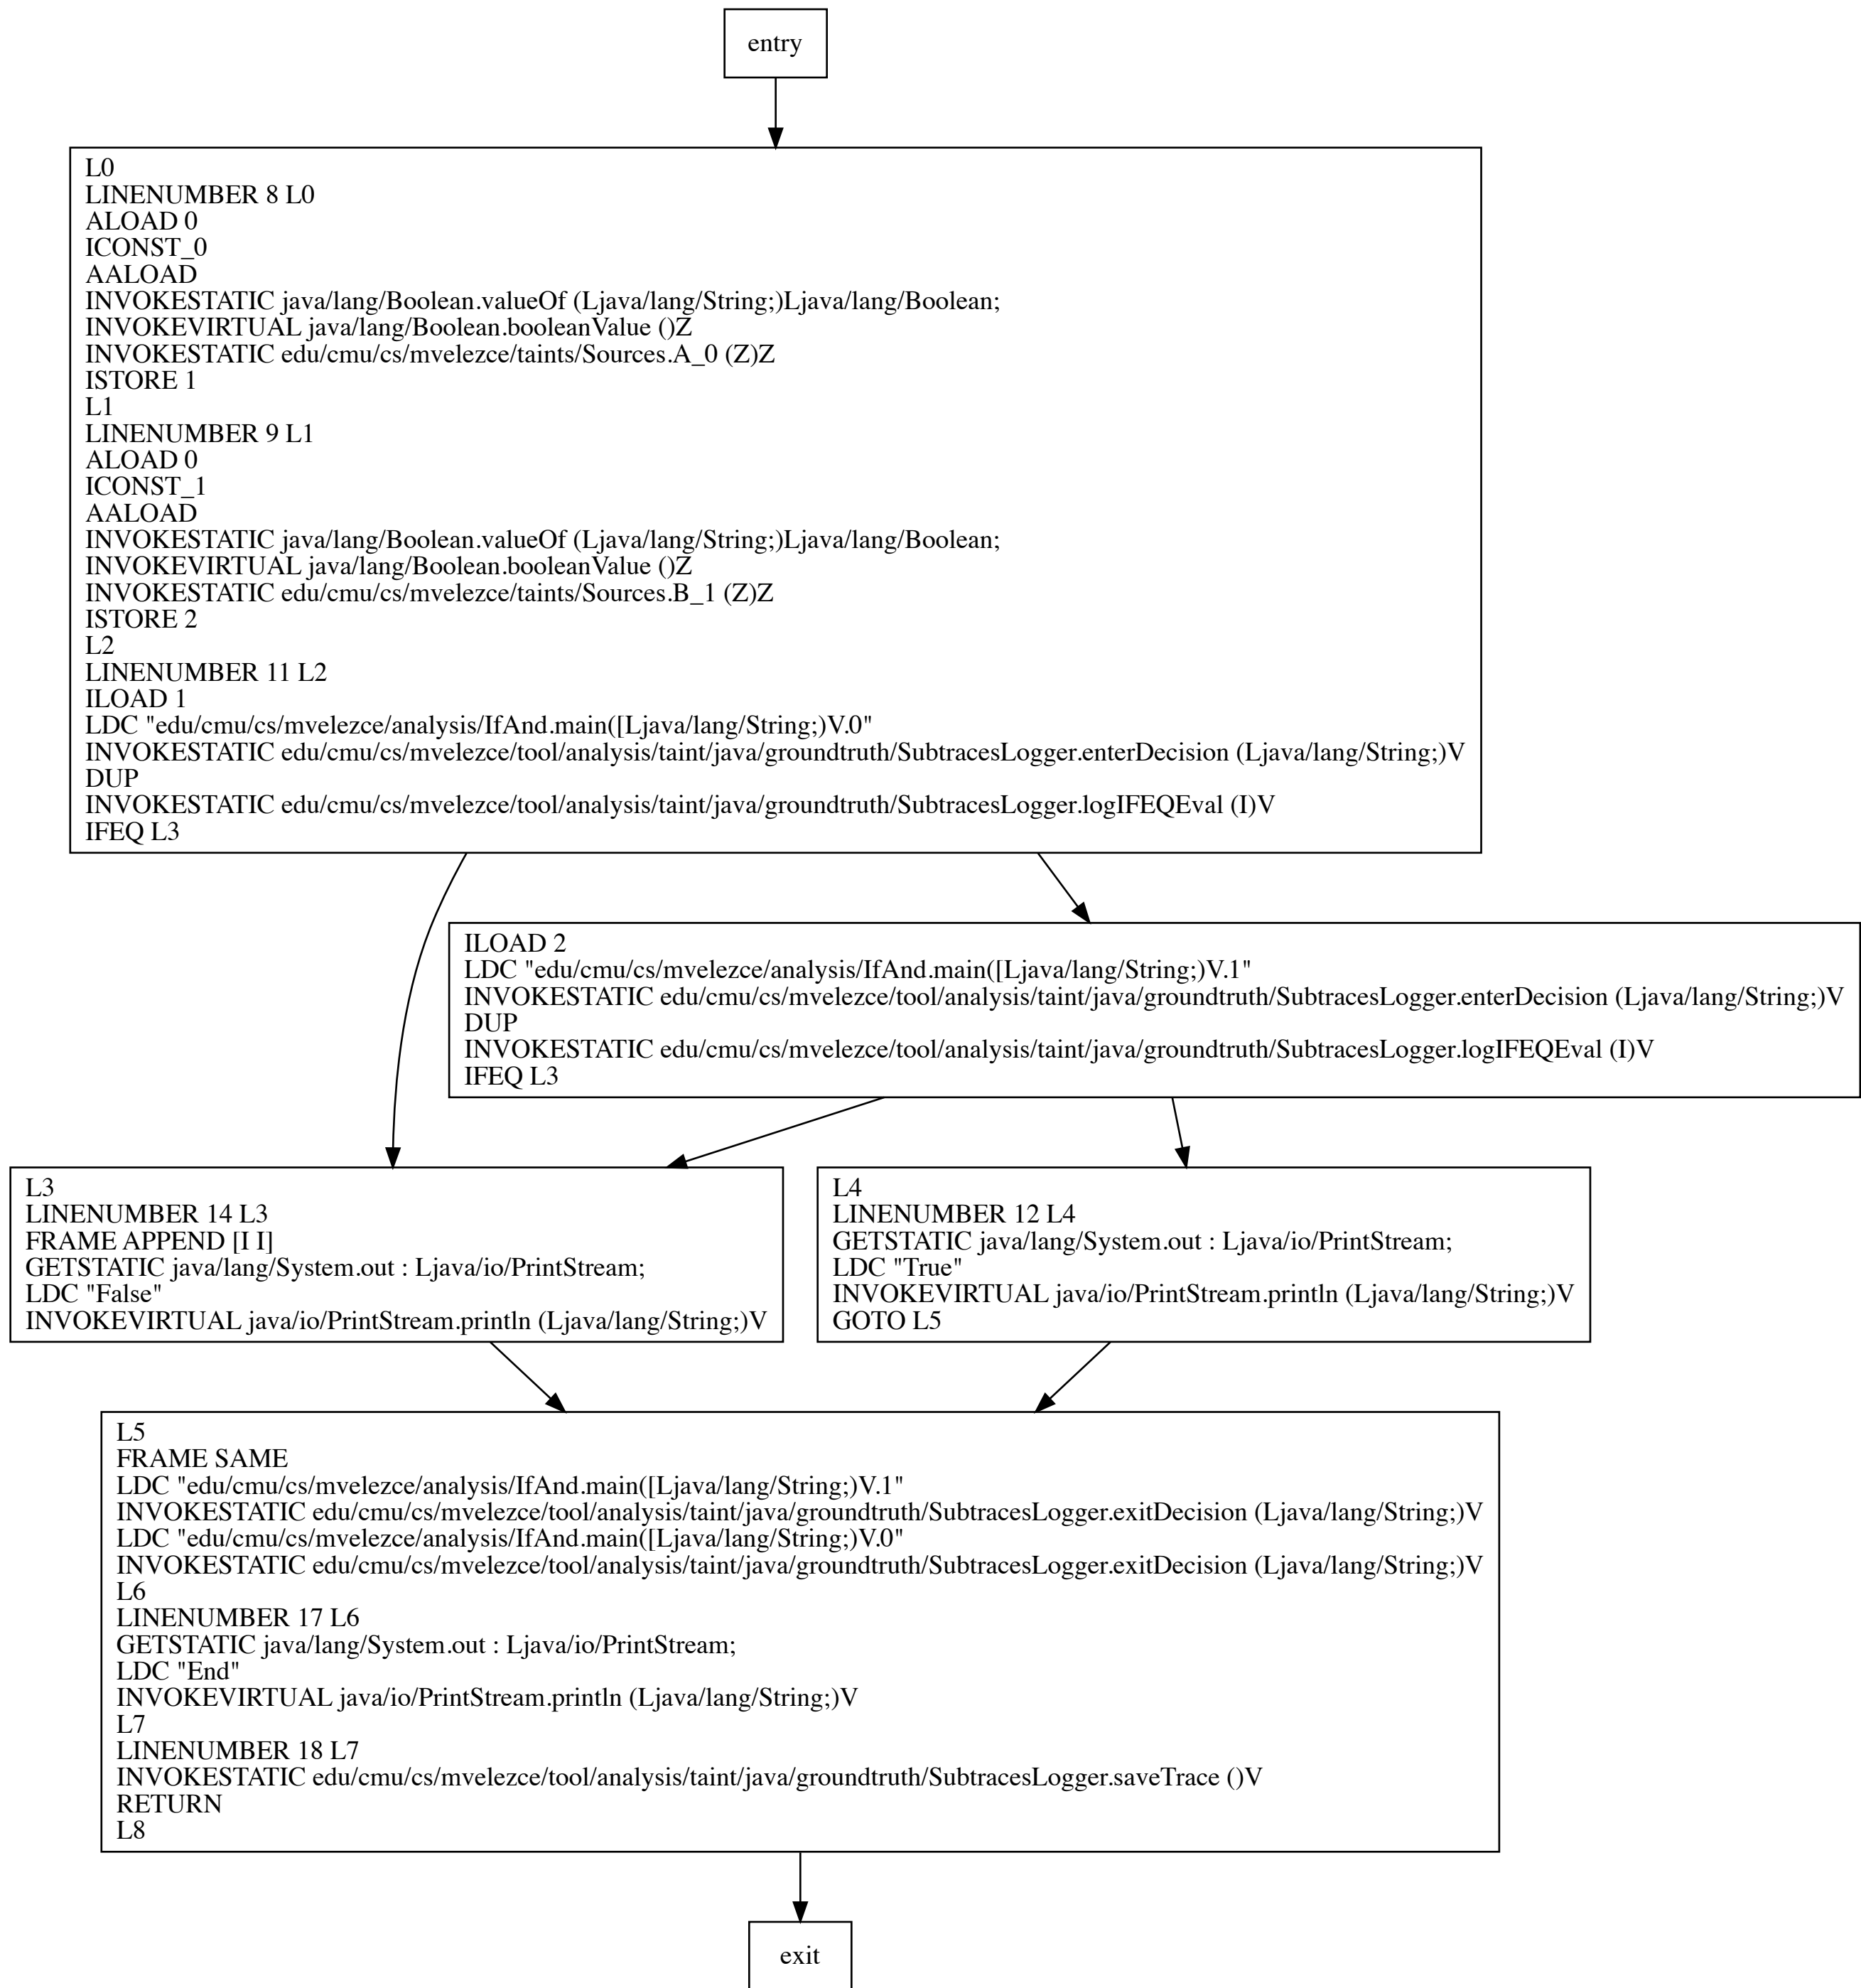 entry
L0
LINENUMBER 8 L0
ALOAD 0
ICONST_0
AALOAD
INVOKESTATIC java/lang/Boolean.valueOf (Ljava/lang/String;)Ljava/lang/Boolean;
INVOKEVIRTUAL java/lang/Boolean.booleanValue ()Z
INVOKESTATIC edu/cmu/cs/mvelezce/taints/Sources.A_0 (Z)Z
ISTORE 1
L1
LINENUMBER 9 L1
ALOAD 0
ICONST_1
AALOAD
INVOKESTATIC java/lang/Boolean.valueOf (Ljava/lang/String;)Ljava/lang/Boolean;
INVOKEVIRTUAL java/lang/Boolean.booleanValue ()Z
INVOKESTATIC edu/cmu/cs/mvelezce/taints/Sources.B_1 (Z)Z
ISTORE 2
L2
LINENUMBER 11 L2
ILOAD 1
LDC "edu/cmu/cs/mvelezce/analysis/IfAnd.main([Ljava/lang/String;)V.0"
INVOKESTATIC edu/cmu/cs/mvelezce/tool/analysis/taint/java/groundtruth/SubtracesLogger.enterDecision (Ljava/lang/String;)V
DUP
INVOKESTATIC edu/cmu/cs/mvelezce/tool/analysis/taint/java/groundtruth/SubtracesLogger.logIFEQEval (I)V
IFEQ L3
ILOAD 2
LDC "edu/cmu/cs/mvelezce/analysis/IfAnd.main([Ljava/lang/String;)V.1"
INVOKESTATIC edu/cmu/cs/mvelezce/tool/analysis/taint/java/groundtruth/SubtracesLogger.enterDecision (Ljava/lang/String;)V
DUP
INVOKESTATIC edu/cmu/cs/mvelezce/tool/analysis/taint/java/groundtruth/SubtracesLogger.logIFEQEval (I)V
IFEQ L3
L3
LINENUMBER 14 L3
FRAME APPEND [I I]
GETSTATIC java/lang/System.out : Ljava/io/PrintStream;
LDC "False"
INVOKEVIRTUAL java/io/PrintStream.println (Ljava/lang/String;)V
L4
LINENUMBER 12 L4
GETSTATIC java/lang/System.out : Ljava/io/PrintStream;
LDC "True"
INVOKEVIRTUAL java/io/PrintStream.println (Ljava/lang/String;)V
GOTO L5
L5
FRAME SAME
LDC "edu/cmu/cs/mvelezce/analysis/IfAnd.main([Ljava/lang/String;)V.1"
INVOKESTATIC edu/cmu/cs/mvelezce/tool/analysis/taint/java/groundtruth/SubtracesLogger.exitDecision (Ljava/lang/String;)V
LDC "edu/cmu/cs/mvelezce/analysis/IfAnd.main([Ljava/lang/String;)V.0"
INVOKESTATIC edu/cmu/cs/mvelezce/tool/analysis/taint/java/groundtruth/SubtracesLogger.exitDecision (Ljava/lang/String;)V
L6
LINENUMBER 17 L6
GETSTATIC java/lang/System.out : Ljava/io/PrintStream;
LDC "End"
INVOKEVIRTUAL java/io/PrintStream.println (Ljava/lang/String;)V
L7
LINENUMBER 18 L7
INVOKESTATIC edu/cmu/cs/mvelezce/tool/analysis/taint/java/groundtruth/SubtracesLogger.saveTrace ()V
RETURN
L8
exit